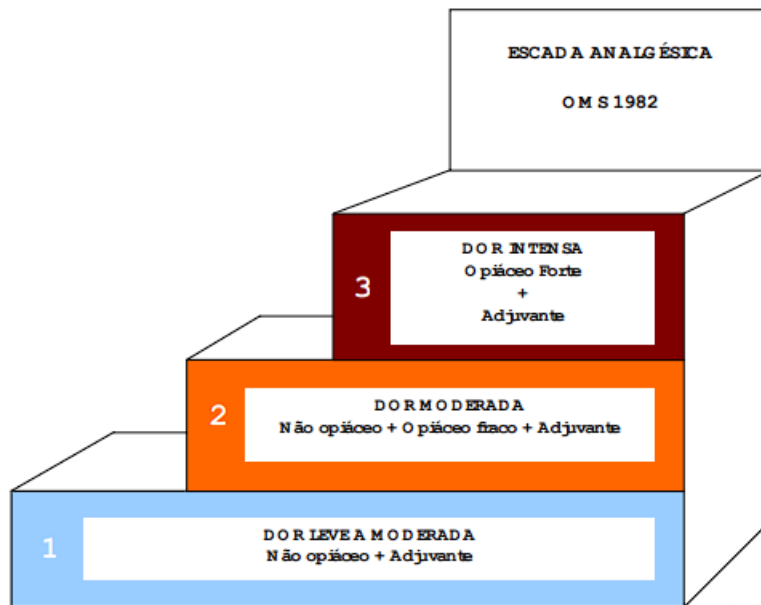 ESCADA ANALGÉSICA
OMS 1982
3
DOR INTENSA
Opiáceo Forte
+
Adjuvante
2
DOR MODERADA
Não opiáceo + Opiáceo fraco + Adjuvante
1
DOR LEVE A MODERADA
Não opiáceo + Adjuvante